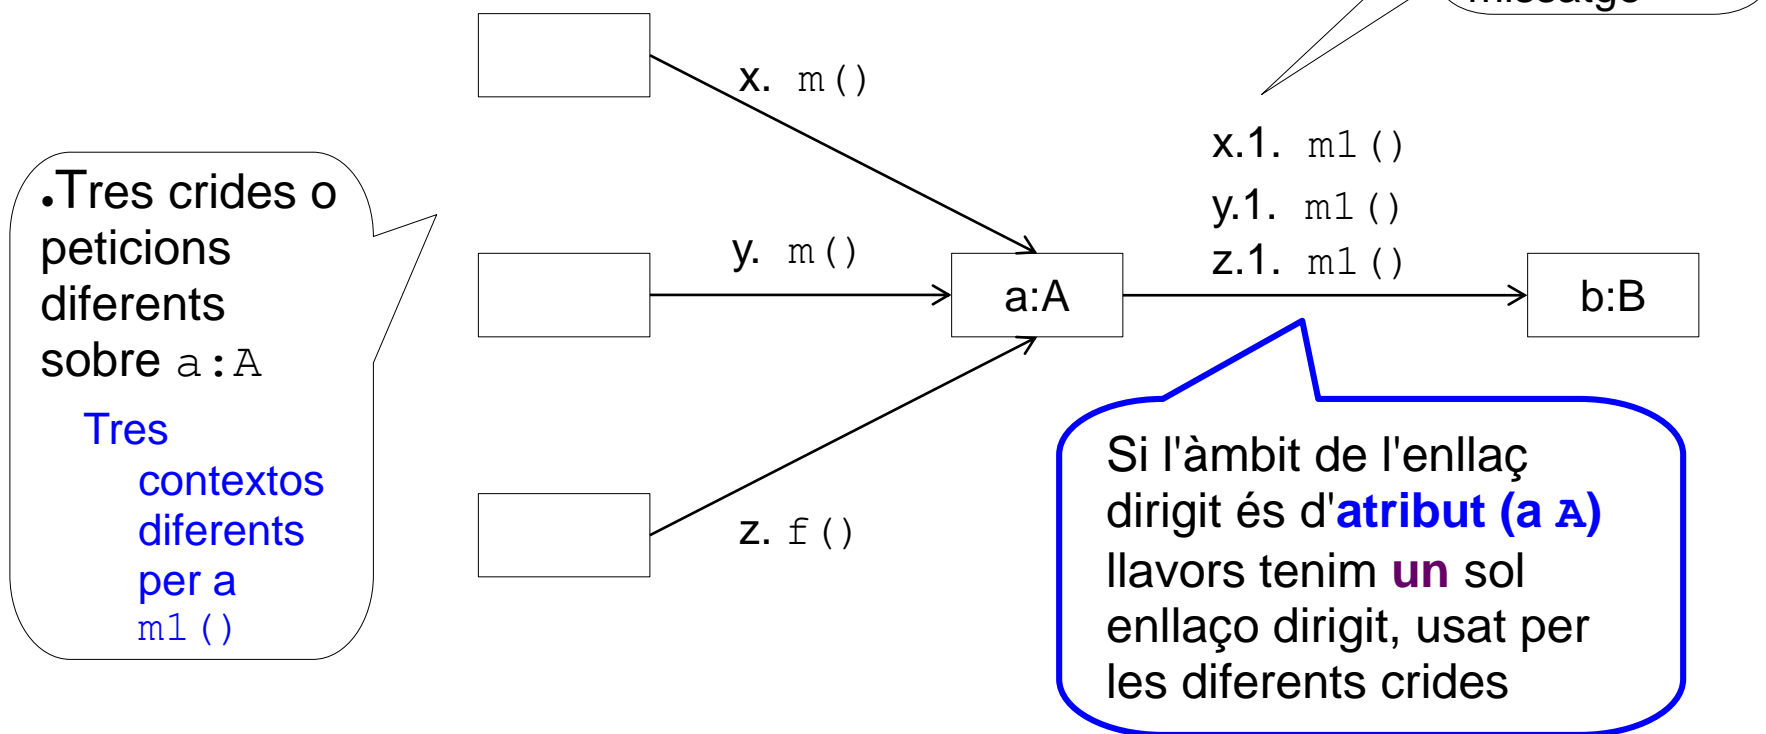 missatge
x. m()
x.1. m1()
y.1. m1()
z.1. m1()
•Tres crides o
peticions
diferents
sobre a:A
Tres
contextos
diferents
per a
m1()
y. m()
a:A
b:B
z. f()
Si l'àmbit de l'enllaç
dirigit és d'atribut (a A)
llavors tenim un sol
enllaço dirigit, usat per
les diferents crides